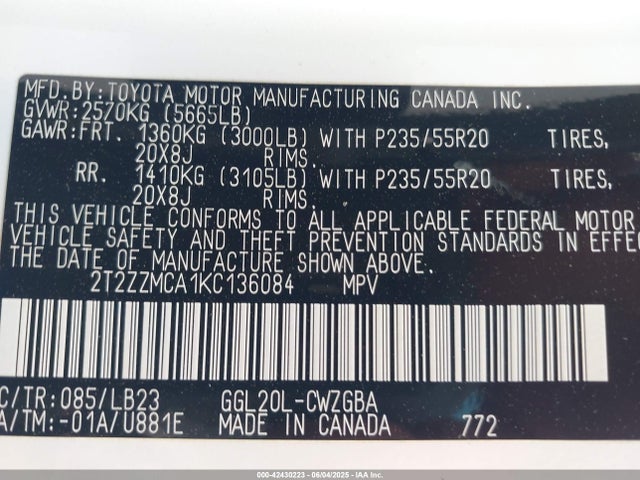 MFD. BY: TOYOTA MOTOR MANUFACTURING CANADA INC.
GVWR: 2570KG (5665LB)
GAWR: FRT. 1360KG (3000LB) WITH P235/55R20 TIRES,
20X8J RIMS.
RR. 1410KG (3105LB) WITH P235/55R20 TIRES,
20X8J RIMS.
THIS VEHICLE CONFORMS TO ALL APPLICABLE FEDERAL MOTOR
VEHICLE SAFETY AND THEFT PREVENTION STANDARDS IN EFFEC
THE DATE OF MANUFACTURE SHOWN ABOVE.
2T2ZZMCA1KC136084 MPV
C/TR: 085/LB23 GGL20L-CWZGBA
A/TM: -01A/U881E MADE IN CANADA 772
000-42430223 - 06/04/2025 - IAAI.com